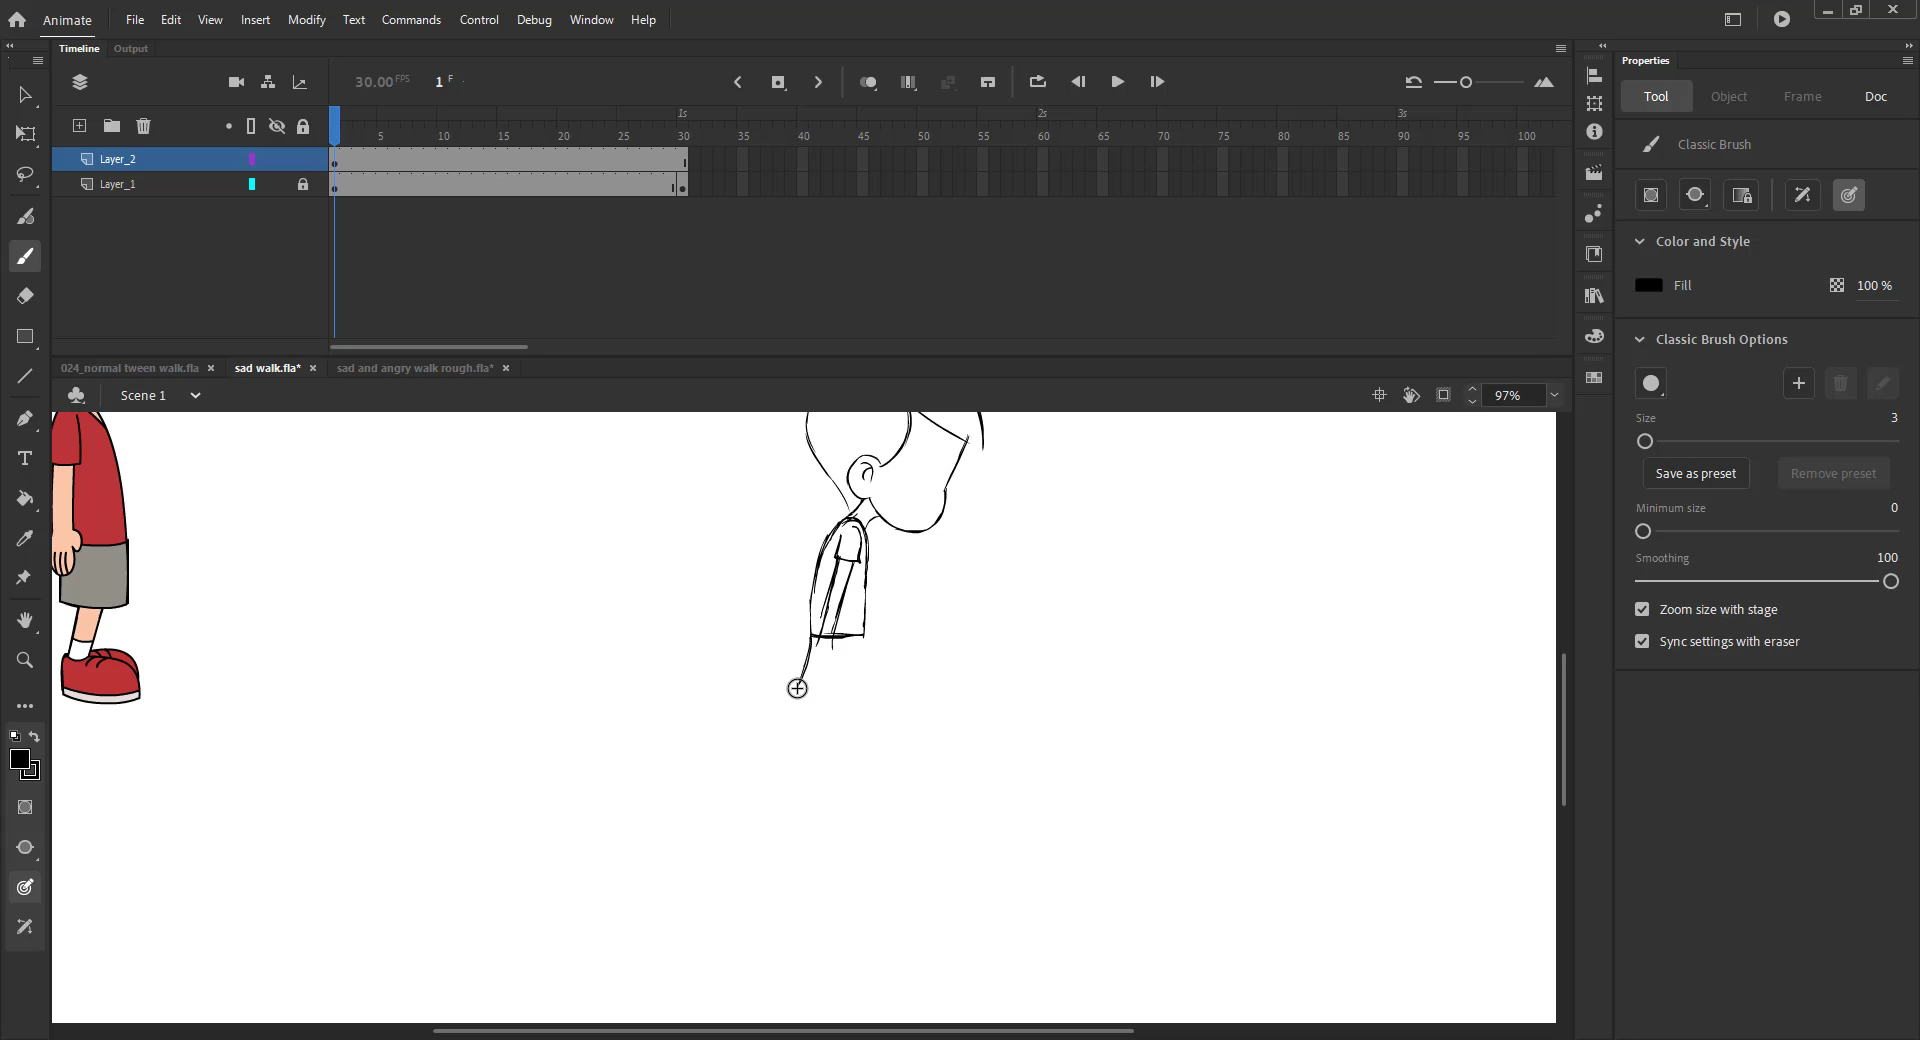 Animate File Edit View Insert Modify Text Commands Control Debug Window Help
Timeline Output
30.00 FPS 1 F
1s 2s 3s
5 10 15 20 25 30 35 40 45 50 55 60 65 70 75 80 85 90 95 100
Layer_2
Layer_1
024_normal tween walk.fla × sad walk.fla* × sad and angry walk rough.fla* ×
Scene 1 97%
Properties
Tool Object Frame Doc
Classic Brush
Color and Style
Fill 100 %
Classic Brush Options
Size 3
Save as preset Remove preset
Minimum size 0
Smoothing 100
Zoom size with stage
Sync settings with eraser